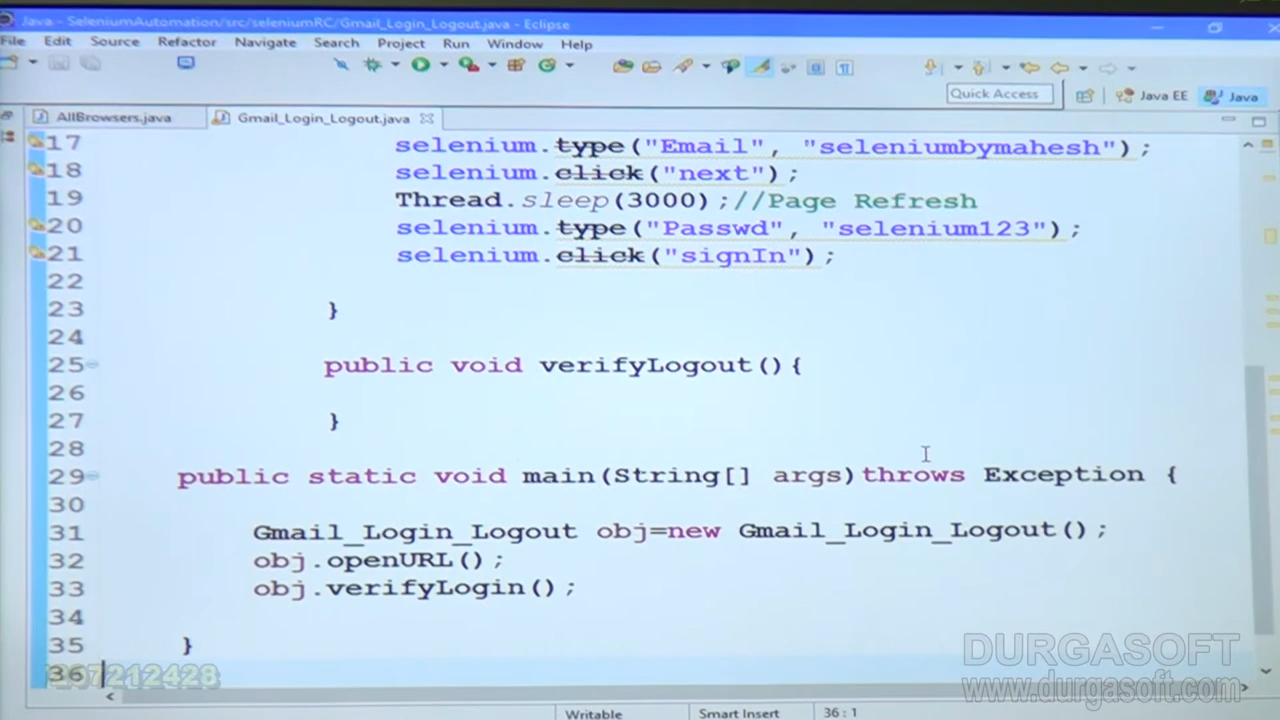 Java - SeleniumAutomation/src/seleniumRC/Gmail_Login_Logout.java - Eclipse
File Edit Source Refactor Navigate Search Project Run Window Help
Quick Access Java EE Java
AllBrowsers.java Gmail_Login_Logout.java
17 selenium.type("Email", "seleniumbymahesh");
18 selenium.click("next");
19 Thread.sleep(3000);//Page Refresh
20 selenium.type("Passwd", "selenium123");
21 selenium.click("signIn");
22
23 }
24
25 public void verifyLogout(){
26
27 }
28
29 public static void main(String[] args)throws Exception {
30
31 Gmail_Login_Logout obj=new Gmail_Login_Logout();
32 obj.openURL();
33 obj.verifyLogin();
34
35 }
36
DURGASOFT
www.durgasoft.com
Writable Smart Insert 36 : 1